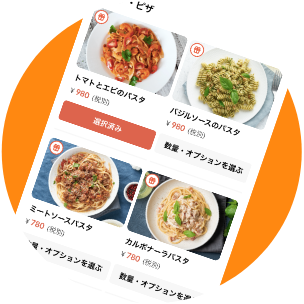 ・ピザ
トマトとエビのパスタ
¥ 980 (税別)
選択済み
バジルソースのパスタ
¥ 980 (税別)
数量・オプションを選ぶ
ミートソースパスタ
¥ 780 (税別)
数量・オプションを選ぶ
カルボナーラパスタ
¥ 780 (税別)
数量・オプションを選ぶ